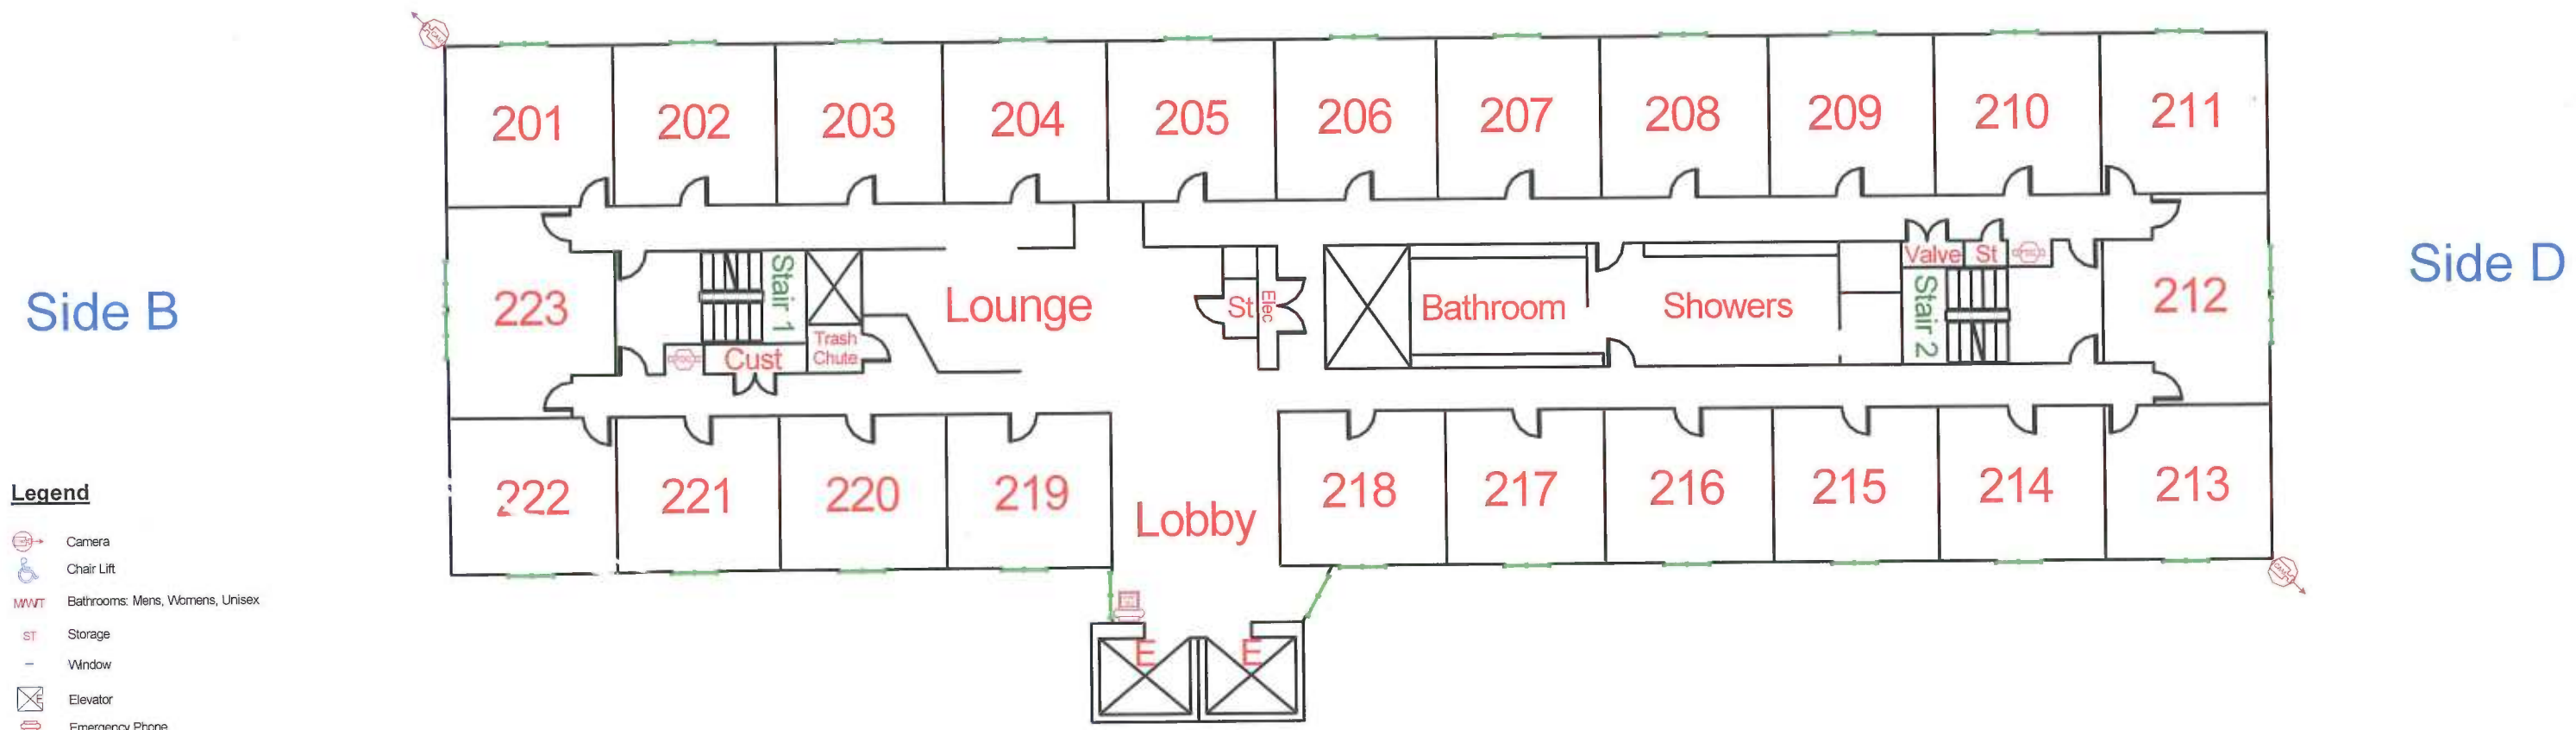 201 202 203 204 205 206 207 208 209 210 211
Side B
Side D
223
Stair 1
Lounge
St
Elec
Bathroom
Showers
Valve
St
Stair 2
212
Trash
Chute
Cust
222 221 220 219 218 217 216 215 214 213
Lobby
E E
Legend
Camera
Chair Lift
M/W/T Bathrooms: Mens, Womens, Unisex
ST Storage
Window
E Elevator
Emergency Phone